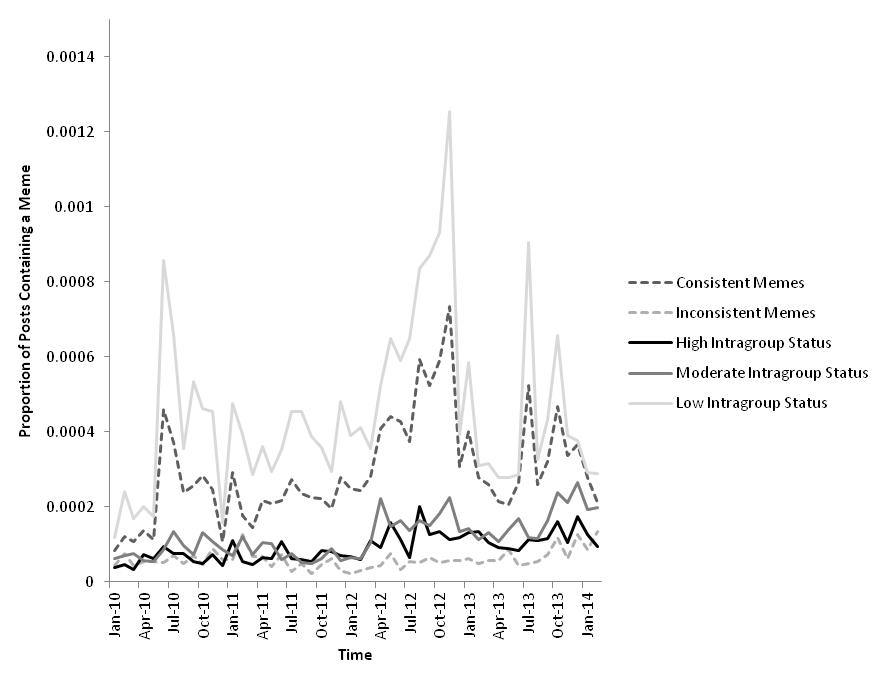 0.0014
0.0012
0.001
0.0008
0.0006
0.0004
0.0002
0
Proporton of Posts Containing a Meme
Jan-10
Apr-10
Jul-10
Oct-10
Jan-11
Apr-11
Jul-11
Oct-11
Jan-12
Apr-12
Jul-12
Oct-12
Jan-13
Apr-13
Jul-13
Oct-13
Jan-14
Time
Consistent Memes
Inconsistent Memes
High Intragroup Status
Moderate Intragroup Status
Low Intragroup Status